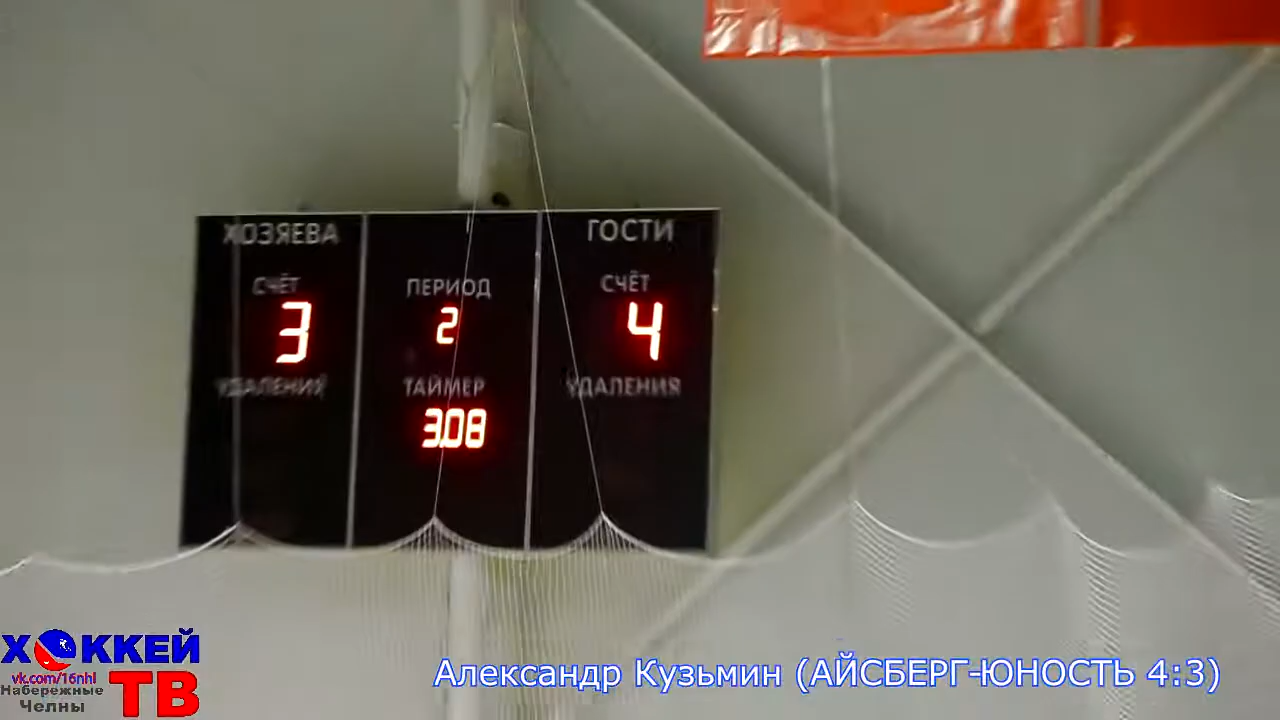 ХОЗЯЕВА
ГОСТИ
СЧЁТ
ПЕРИОД
СЧЁТ
3
2
4
УДАЛЕНИЯ
ТАЙМЕР
УДАЛЕНИЯ
3.08
ХОККЕЙ
vk.com/16nhl
Набережные
Челны
ТВ
Александр Кузьмин (АЙСБЕРГ-ЮНОСТЬ 4:3)